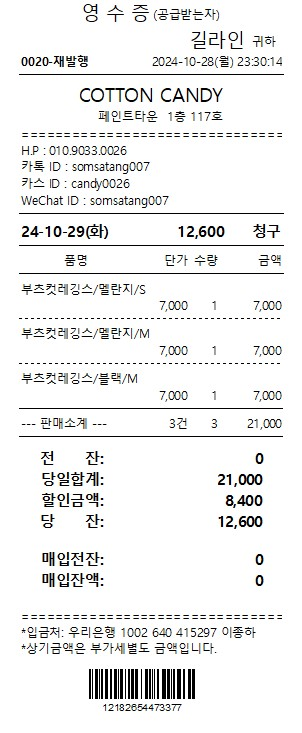 영 수 증 (공급받는자)
길라인 귀하
0020-재발행 2024-10-28(월) 23:30:14
COTTON CANDY
페인트타운 1층 117호
H.P : 010.9033.0026
카톡 ID : somsatang007
카스 ID : candy0026
WeChat ID : somsatang007
24-10-29(화) 12,600 청구
품명 단가 수량 금액
부츠컷레깅스/멜란지/S
7,000 1 7,000
부츠컷레깅스/멜란지/M
7,000 1 7,000
부츠컷레깅스/블랙/M
7,000 1 7,000
--- 판매소계 --- 3건 3 21,000
전 잔: 0
당일합계: 21,000
할인금액: 8,400
당 잔: 12,600
매입전잔: 0
매입잔액: 0
*입금처: 우리은행 1002 640 415297 이종하
*상기금액은 부가세별도 금액입니다.
12182654473377